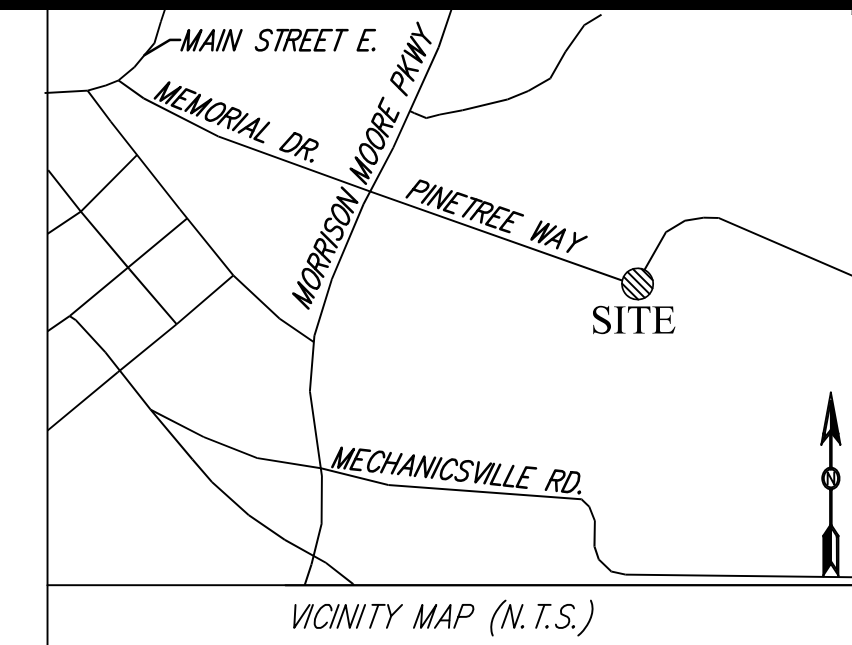 MAIN STREET E.
MEMORIAL DR.
MORRISON MOORE PKWY
PINETREE WAY
SITE
MECHANICSVILLE RD.
N
VICINITY MAP (N.T.S.)